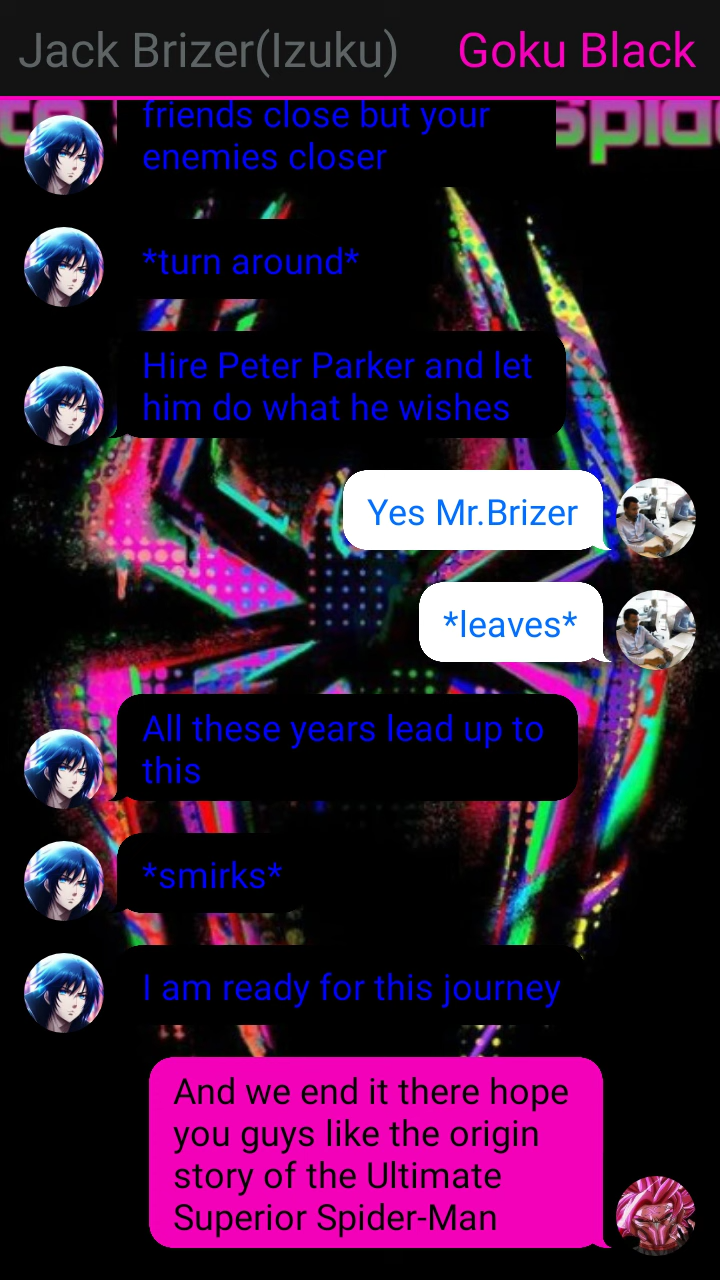 Jack Brizer(Izuku) Goku Black
friends close but your
enemies closer
*turn around*
Hire Peter Parker and let
him do what he wishes
Yes Mr.Brizer
*leaves*
All these years lead up to
this
*smirks*
I am ready for this journey
And we end it there hope
you guys like the origin
story of the Ultimate
Superior Spider-Man